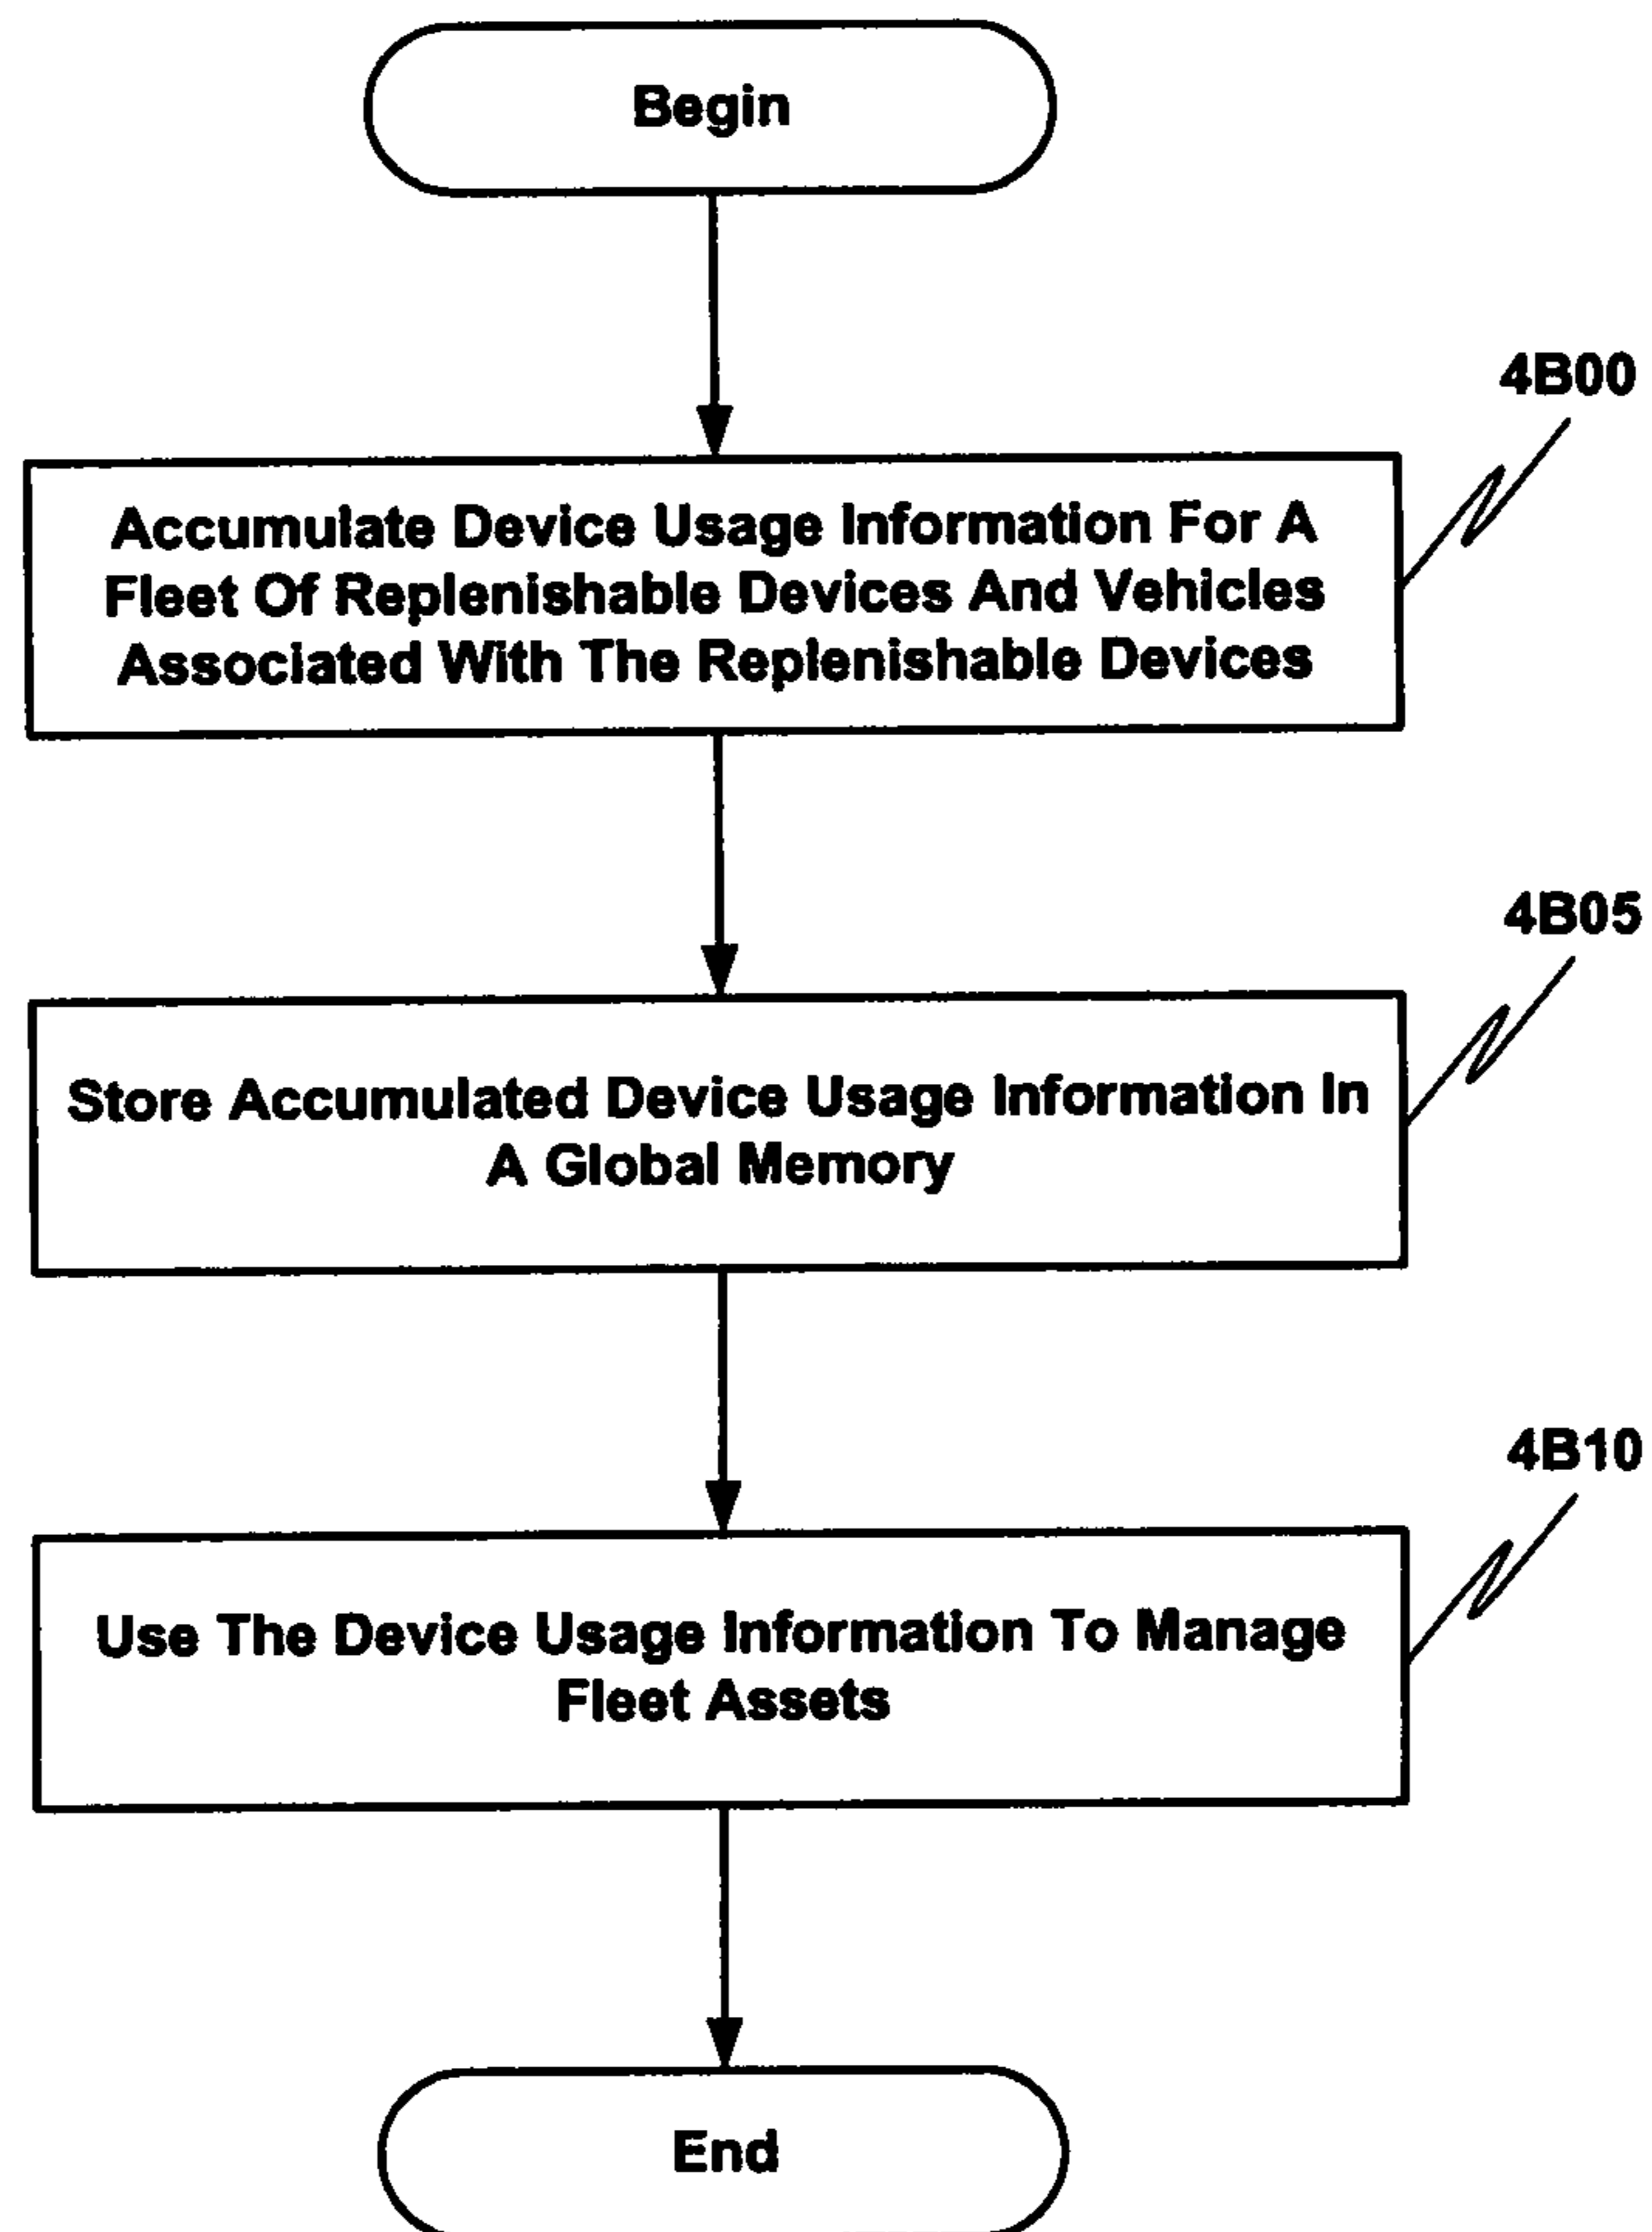 Begin
4B00
Accumulate Device Usage Information For A
Fleet Of Replenishable Devices And Vehicles
Associated With The Replenishable Devices
4B05
Store Accumulated Device Usage Information In
A Global Memory
4B10
Use The Device Usage Information To Manage
Fleet Assets
End